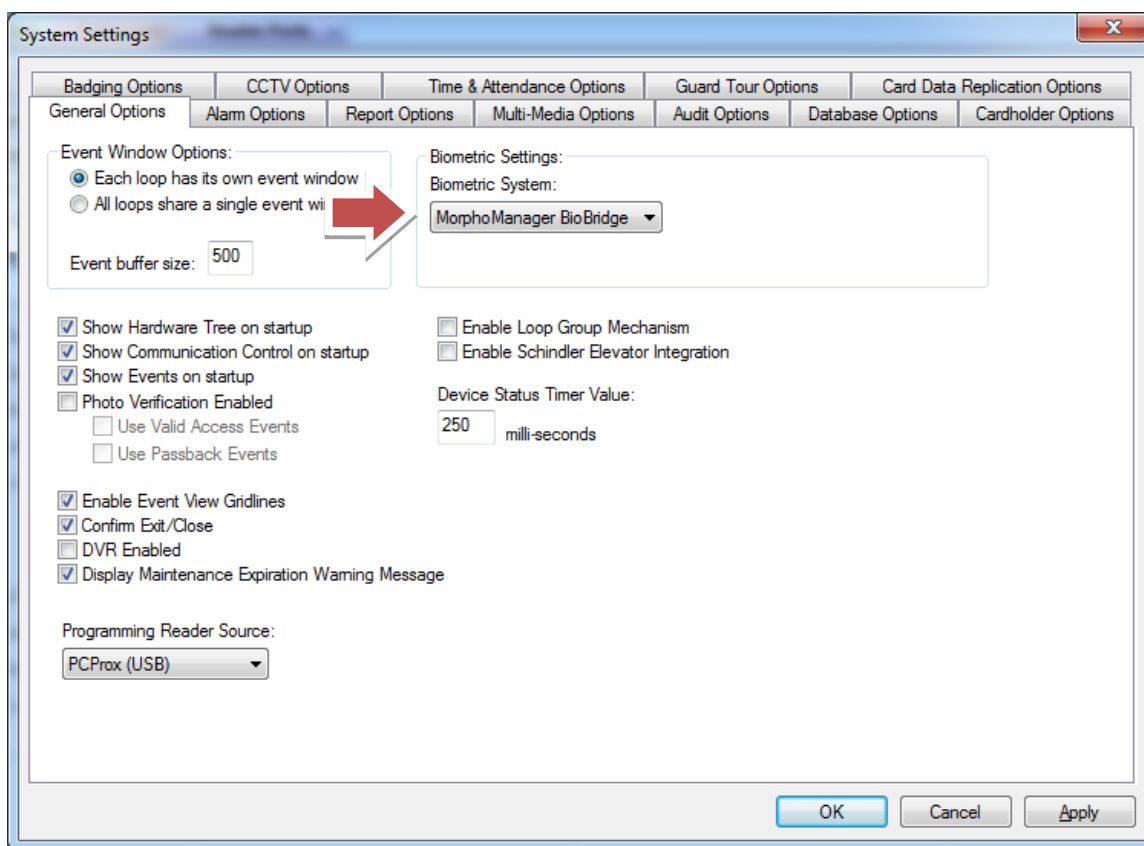 System Settings
Badging Options
CCTV Options
Time & Attendance Options
Guard Tour Options
Card Data Replication Options
General Options
Alarm Options
Report Options
Multi-Media Options
Audit Options
Database Options
Cardholder Options
Event Window Options:
Each loop has its own event window
All loops share a single event
Event buffer size:
500
Biometric Settings:
Biometric System:
MorphoManager BioBridge
Show Hardware Tree on startup
Show Communication Control on startup
Show Events on startup
Photo Verification Enabled
Use Valid Access Events
Use Passback Events
Enable Loop Group Mechanism
Enable Schindler Elevator Integration
Device Status Timer Value:
250
milli-seconds
Enable Event View Gridlines
Confirm Exit/Close
DVR Enabled
Display Maintenance Expiration Warning Message
Programming Reader Source:
PCProx (USB)
OK
Cancel
Apply